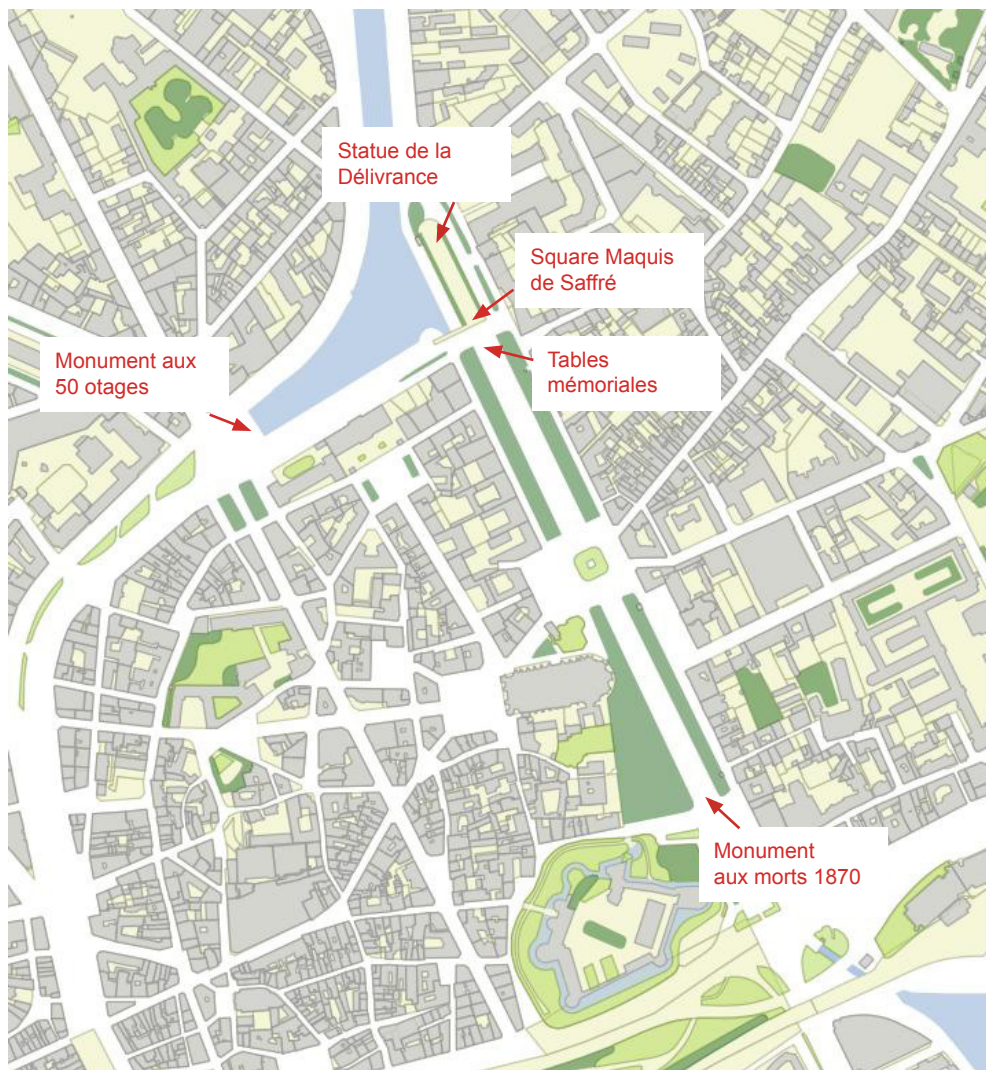 Statue de la
Délivrance
Square Maquis
de Saffré
Monument aux
50 otages
Tables
mémoriales
Monument
aux morts 1870